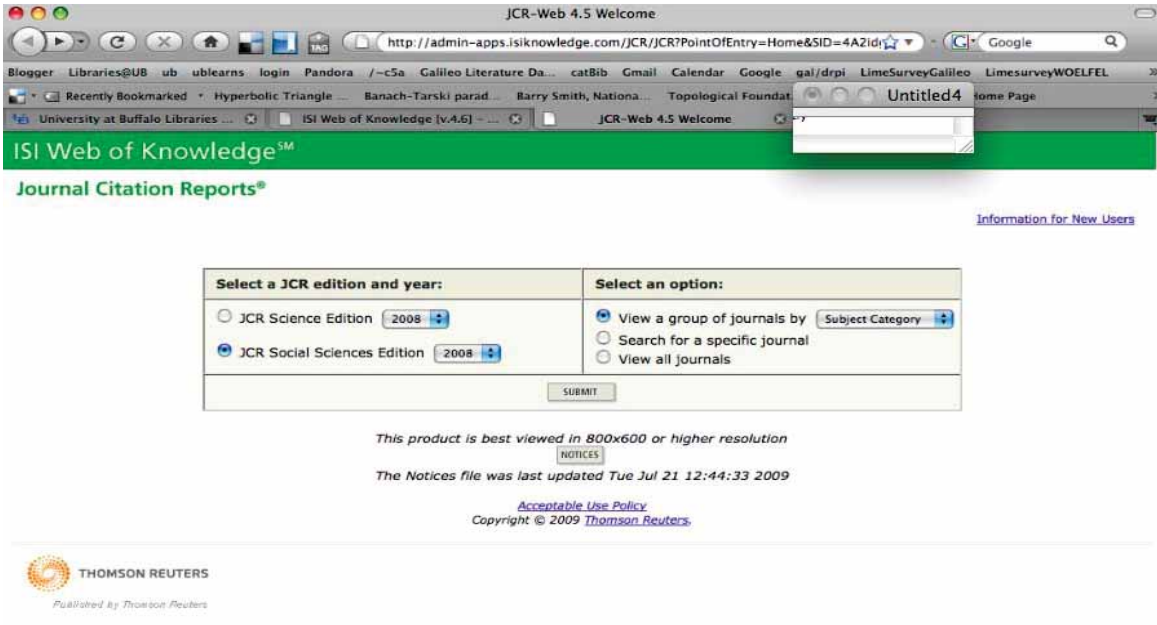 JCR-Web 4.5 Welcome
http://admin-apps.isiknowledge.com/JCR/JCR?PointOfEntry=Home&SID=4A2id Google
Blogger Libraries@UB ub ublearns login Pandora /~c5a Galileo Literature Da... catBib Gmail Calendar Google gal/drpi LimeSurveyGalileo LimesurveyWOELFEL
Recently Bookmarked Hyperbolic Triangle ... Banach-Tarski parad... Barry Smith, Nationa... Topological Foundat Untitled4 ome Page
University at Buffalo Libraries ... ISI Web of Knowledge [v.4.6] - ... JCR-Web 4.5 Welcome
ISI Web of Knowledge℠
Journal Citation Reports®
Information for New Users
Select a JCR edition and year: Select an option:
JCR Science Edition 2008 View a group of journals by Subject Category
Search for a specific journal
JCR Social Sciences Edition 2008 View all journals
SUBMIT
This product is best viewed in 800x600 or higher resolution
NOTICES
The Notices file was last updated Tue Jul 21 12:44:33 2009
Acceptable Use Policy
Copyright © 2009 Thomson Reuters.
THOMSON REUTERS
Published by Thomson Reuters